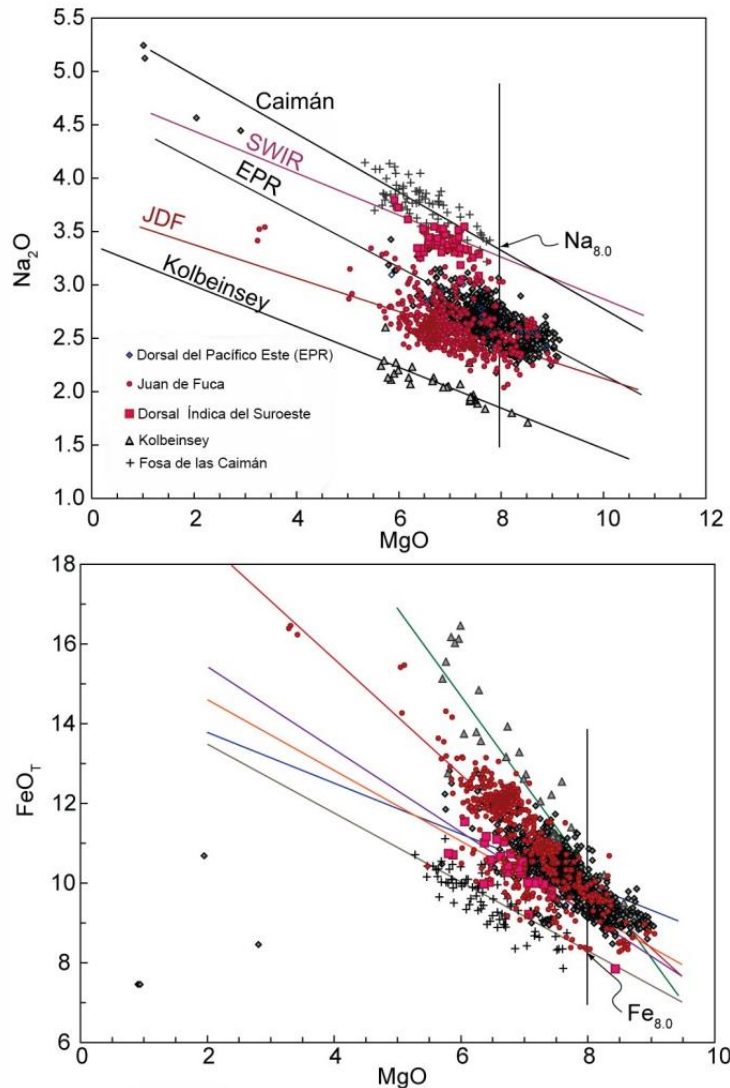 5.5
5.0
4.5
4.0
3.5
3.0
2.5
2.0
1.5
1.0
Na₂O
Caimán
SWIR
EPR
JDF
Kolbeinsey
Na₈.₀
Dorsal del Pacífico Este (EPR)
Juan de Fuca
Dorsal Índica del Suroeste
Kolbeinsey
Fosa de las Caimán
0 2 4 6 8 10 12
MgO
18
16
14
12
10
8
6
FeOT
Fe₈.₀
0 2 4 6 8 10
MgO